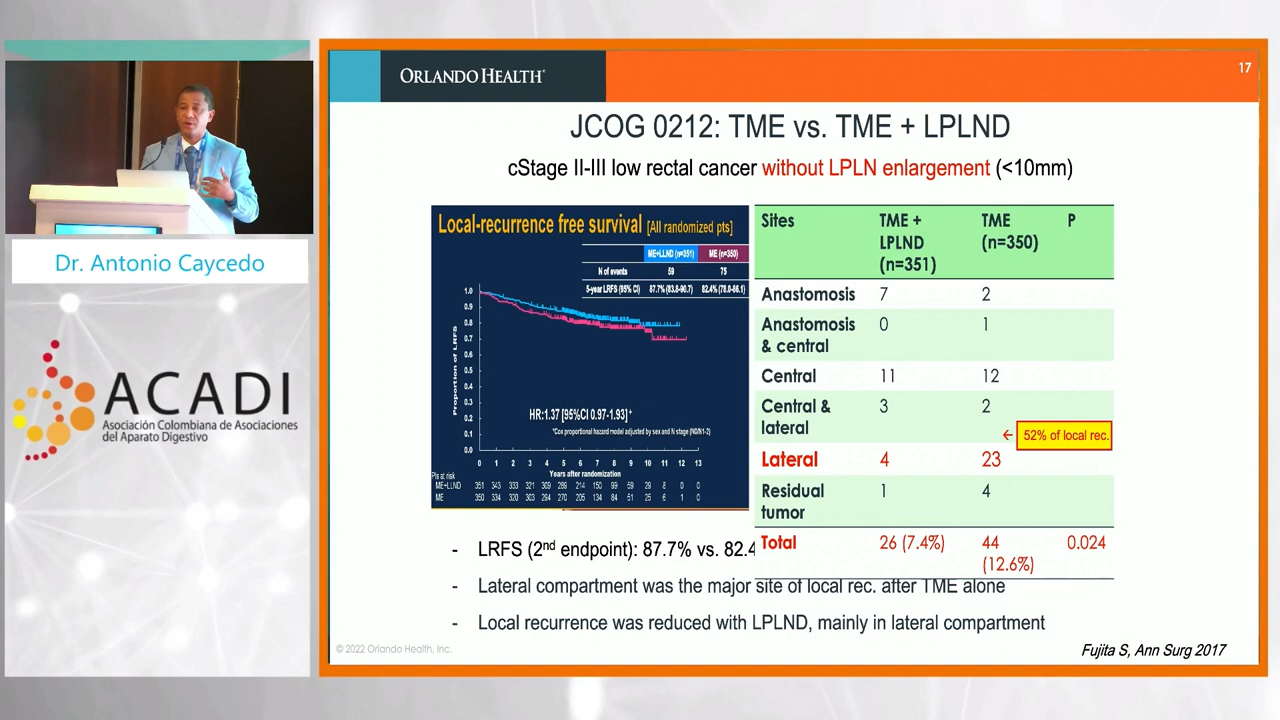 ORLANDO HEALTH®
17
JCOG 0212: TME vs. TME + LPLND
cStage II-III low rectal cancer without LPLN enlargement (<10mm)
Dr. Antonio Caycedo
ACADI
Asociación Colombiana de Asociaciones
del Aparato Digestivo
Local-recurrence free survival [All randomized pts]
ME+LLND (n=351) ME (n=350)
N of events 59 75
5-year LRFS (95% CI) 87.7% (83.8-90.7) 82.4% (78.0-86.1)
Proportion of LRFS
1.0
0.9
0.8
0.7
0.6
0.5
0.4
0.3
0.2
0.1
0.0
HR:1.37 [95%CI 0.97-1.93]+
*Cox proportional hazard model adjusted by sex and N stage (N0/N1-2)
0 1 2 3 4 5 6 7 8 9 10 11 12 13
Years after randomization
Pts at risk
ME+LLND 351 343 333 321 309 289 214 150 99 59 29 8 0 0
ME 350 334 320 303 294 270 205 134 84 51 25 6 1 0
Sites TME + LPLND (n=351) TME (n=350) P
Anastomosis 7 2
Anastomosis & central 0 1
Central 11 12
Central & lateral 3 2
← 52% of local rec.
Lateral 4 23
Residual tumor 1 4
Total 26 (7.4%) 44 (12.6%) 0.024
- LRFS (2nd endpoint): 87.7% vs. 82.4
- Lateral compartment was the major site of local rec. after TME alone
- Local recurrence was reduced with LPLND, mainly in lateral compartment
© 2022 Orlando Health, Inc.
Fujita S, Ann Surg 2017